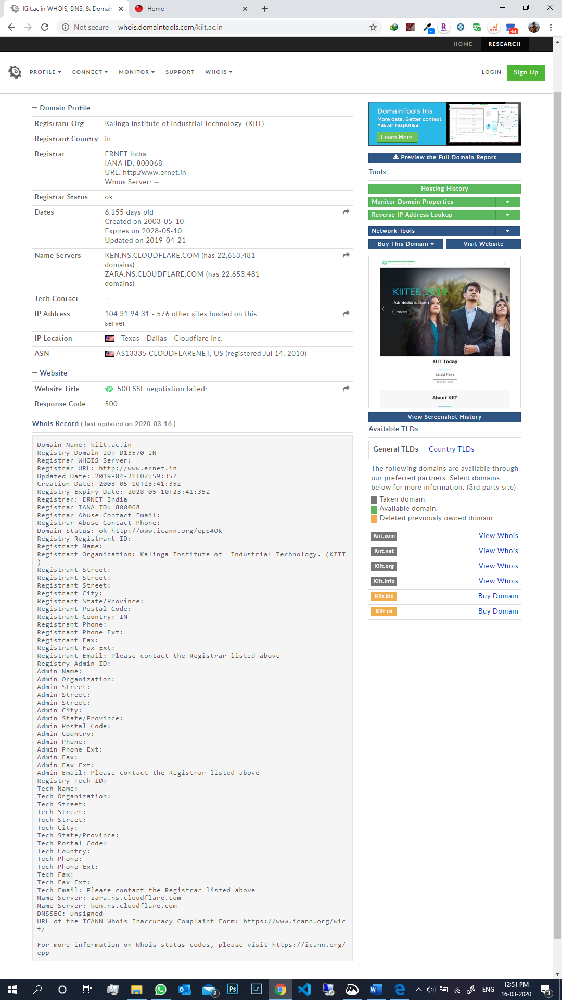 Kiit.ac.in WHOIS, DNS, & Domain
Home
Not secure
whois.domaintools.com/kiit.ac.in
3d
HOME
RESEARCH
PROFILE
CONNECT
MONITOR
SUPPORT
WHOIS
LOGIN
Sign Up
Domain Profile
Registrant Org
Kalinga Institute of Industrial Technology. (KIIT)
Registrant Country
in
Registrar
ERNET India
IANA ID: 800068
URL: http://www.ernet.in
Whois Server: —
Registrar Status
ok
Dates
6,155 days old
Created on 2003-05-10
Expires on 2028-05-10
Updated on 2019-04-21
Name Servers
KEN.NS.CLOUDFLARE.COM (has 22,653,481
domains)
ZARA.NS.CLOUDFLARE.COM (has 22,653,481
domains)
Tech Contact
—
IP Address
104.31.94.31 - 576 other sites hosted on this
server
IP Location
- Texas - Dallas - Cloudflare Inc.
ASN
AS13335 CLOUDFLARENET, US (registered Jul 14, 2010)
Website
Website Title
500 SSL negotiation failed:
Response Code
500
Whois Record ( last updated on 2020-03-16 )
Domain Name: kiit.ac.in
Registry Domain ID: D13570-IN
Registrar WHOIS Server:
Registrar URL: http://www.ernet.in
Updated Date: 2019-04-21T07:59:35Z
Creation Date: 2003-05-10T23:41:35Z
Registry Expiry Date: 2028-05-10T23:41:35Z
Registrar: ERNET India
Registrar IANA ID: 800068
Registrar Abuse Contact Email:
Registrar Abuse Contact Phone:
Domain Status: ok http://www.icann.org/epp#OK
Registry Registrant ID:
Registrant Name:
Registrant Organization: Kalinga Institute of  Industrial Technology. (KIIT
)
Registrant Street:
Registrant Street:
Registrant Street:
Registrant City:
Registrant State/Province:
Registrant Postal Code:
Registrant Country: IN
Registrant Phone:
Registrant Phone Ext:
Registrant Fax:
Registrant Fax Ext:
Registrant Email: Please contact the Registrar listed above
Registry Admin ID:
Admin Name:
Admin Organization:
Admin Street:
Admin Street:
Admin Street:
Admin City:
Admin State/Province:
Admin Postal Code:
Admin Country:
Admin Phone:
Admin Phone Ext:
Admin Fax:
Admin Fax Ext:
Admin Email: Please contact the Registrar listed above
Registry Tech ID:
Tech Name:
Tech Organization:
Tech Street:
Tech Street:
Tech Street:
Tech City:
Tech State/Province:
Tech Postal Code:
Tech Country:
Tech Phone:
Tech Phone Ext:
Tech Fax:
Tech Fax Ext:
Tech Email: Please contact the Registrar listed above
Name Server: zara.ns.cloudflare.com
Name Server: ken.ns.cloudflare.com
DNSSEC: unsigned
URL of the ICANN Whois Inaccuracy Complaint Form: https://www.icann.org/wic
f/
For more information on Whois status codes, please visit https://icann.org/
epp
DomainTools Iris
More data. Better context.
Faster response.
Learn More
Preview the Full Domain Report
Tools
Hosting History
Monitor Domain Properties
Reverse IP Address Lookup
Network Tools
Buy This Domain
Visit Website
KIITEE 2019
Admissions Open
Apply Now
KIIT Today
Latest News
About KIIT
View Screenshot History
Available TLDs
General TLDs
Country TLDs
The following domains are available through
our preferred partners. Select domains
below for more information. (3rd party site)
Taken domain.
Available domain.
Deleted previously owned domain.
Kiit.com
View Whois
Kiit.net
View Whois
Kiit.org
View Whois
Kiit.info
View Whois
Kiit.biz
Buy Domain
Kiit.us
Buy Domain
2
Ps
Lr
ENG
12:51 PM
16-03-2020
3